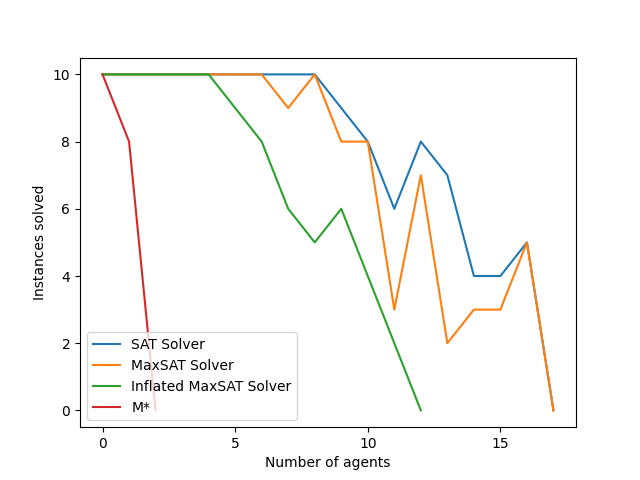 10
8
6
4
2
0
Instances solved
SAT Solver
MaxSAT Solver
Inflated MaxSAT Solver
M*
0
5
10
15
Number of agents